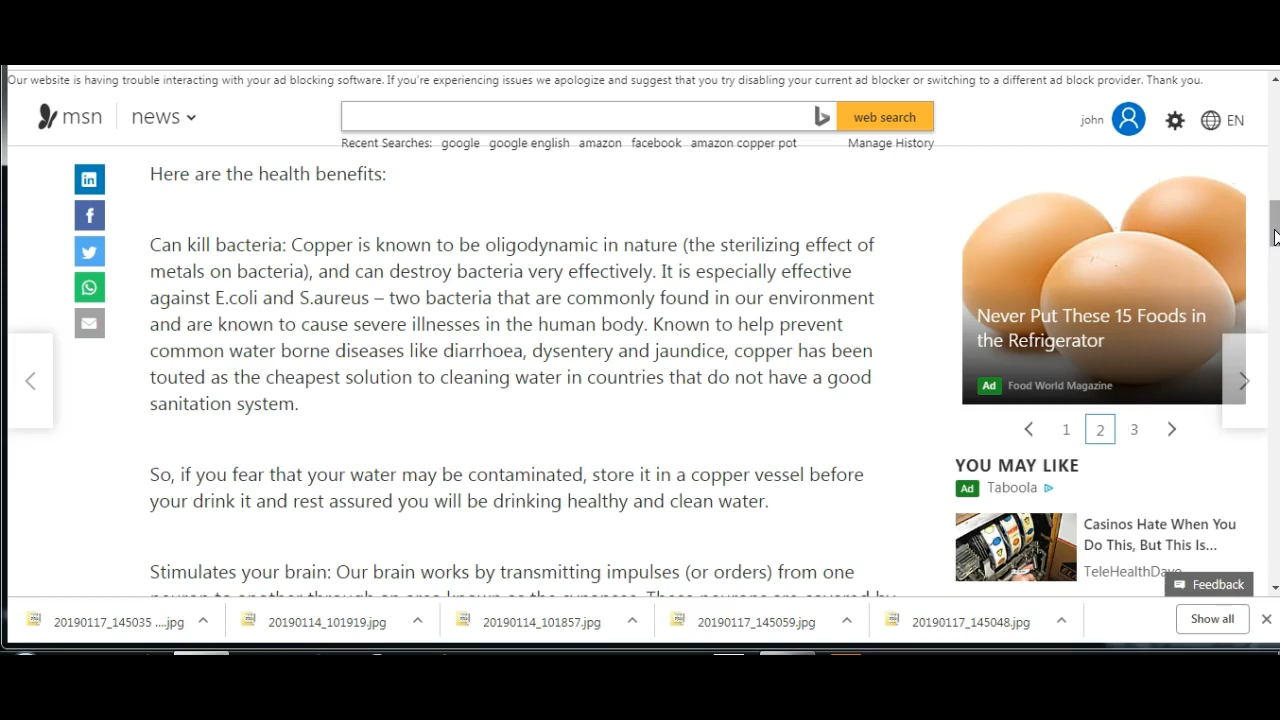 Our website is having trouble interacting with your ad blocking software. If you're experiencing issues we apologize and suggest that you try disabling your current ad blocker or switching to a different ad block provider. Thank you.
msn
news
web search
john
EN
Recent Searches: google google english amazon facebook amazon copper pot
Manage History
Here are the health benefits:
Can kill bacteria: Copper is known to be oligodynamic in nature (the sterilizing effect of
metals on bacteria), and can destroy bacteria very effectively. It is especially effective
against E.coli and S.aureus – two bacteria that are commonly found in our environment
and are known to cause severe illnesses in the human body. Known to help prevent
common water borne diseases like diarrhoea, dysentery and jaundice, copper has been
touted as the cheapest solution to cleaning water in countries that do not have a good
sanitation system.
So, if you fear that your water may be contaminated, store it in a copper vessel before
your drink it and rest assured you will be drinking healthy and clean water.
Stimulates your brain: Our brain works by transmitting impulses (or orders) from one
Never Put These 15 Foods in
the Refrigerator
Ad Food World Magazine
1 2 3
YOU MAY LIKE
Ad Taboola
Casinos Hate When You
Do This, But This Is...
Feedback
20190117_145035 ....jpg
20190114_101919.jpg
20190114_101857.jpg
20190117_145059.jpg
20190117_145048.jpg
Show all